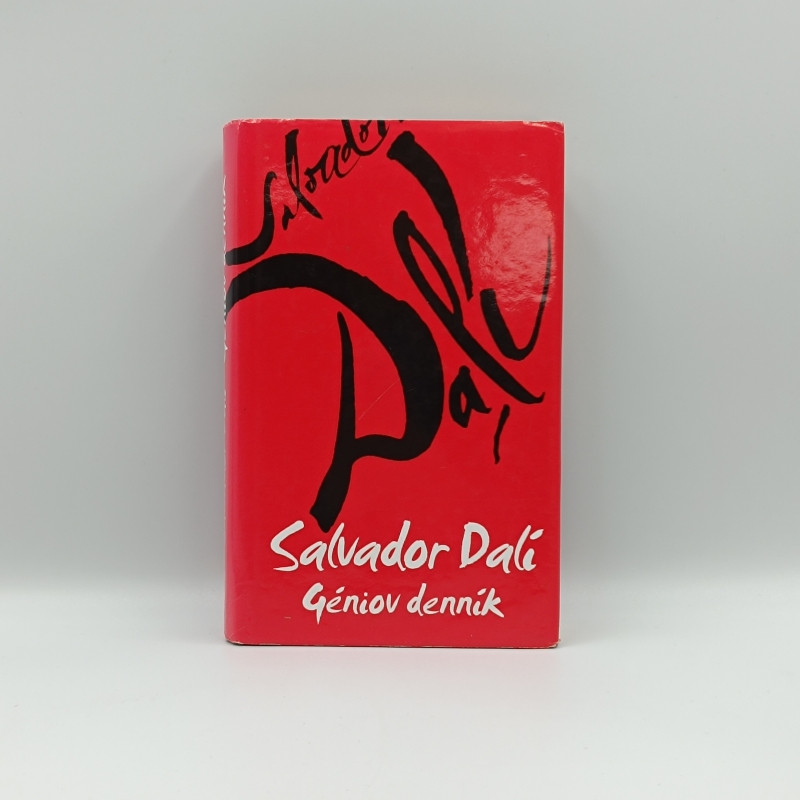 Salvador
Dalí
Salvador Dalí
Géniov denník